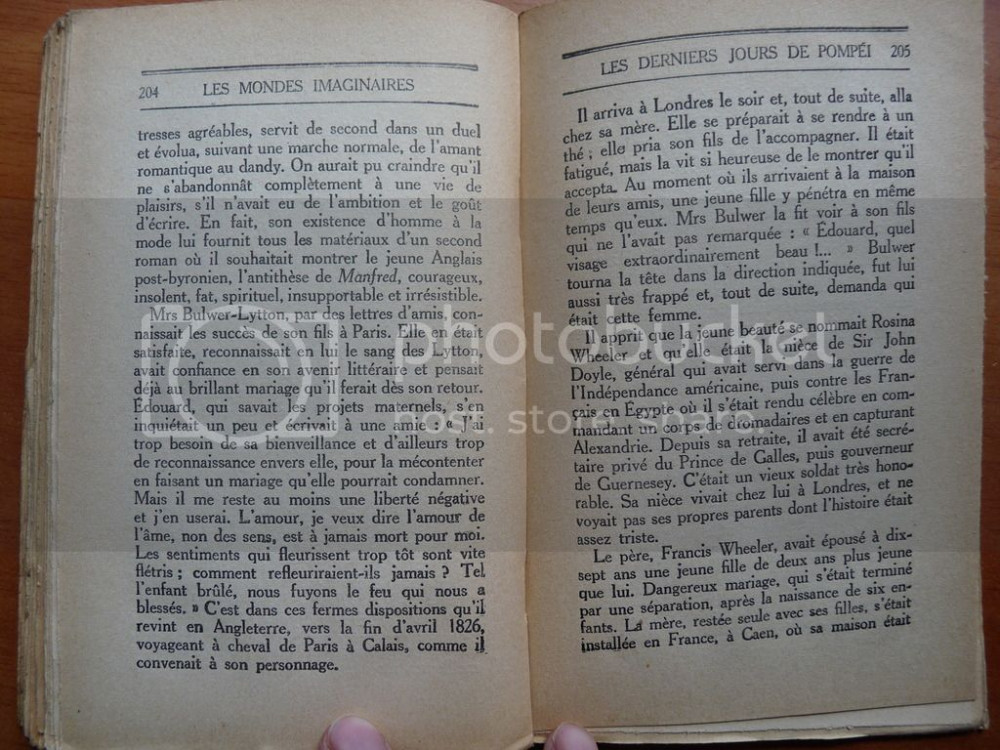 204 LES MONDES IMAGINAIRES
tresses agréables, servit de second dans un duel
et évolua, suivant une marche normale, de l'amant
romantique au dandy. On aurait pu craindre qu'il
ne s'abandonnât complètement à une vie de
plaisirs, s'il n'avait eu de l'ambition et le goût
d'écrire. En fait, son existence d'homme à la
mode lui fournit tous les matériaux d'un second
roman où il souhaitait montrer le jeune Anglais
post-byronien, l'antithèse de Manfred, courageux,
insolent, fat, spirituel, insupportable et irrésistible.
Mrs Bulwer-Lytton, par des lettres d'amis, con-
naissait les succès de son fils à Paris. Elle en était
satisfaite, reconnaissait en lui le sang des Lytton,
avait confiance en son avenir littéraire et pensait
déjà au brillant mariage qu'il ferait dès son retour.
Edouard, qui savait les projets maternels, s'en
inquiétait un peu et écrivait à une amie : « J'ai
trop besoin de sa bienveillance et d'ailleurs trop
de reconnaissance envers elle, pour la mécontenter
en faisant un mariage qu'elle pourrait condamner.
Mais il me reste au moins une liberté négative
et j'en userai. L'amour, je veux dire l'amour de
l'âme, non des sens, est à jamais mort pour moi.
Les sentiments qui fleurissent trop tôt sont vite
flétris ; comment refleuriraient-ils jamais ? Tel
l'enfant brûlé, nous fuyons le feu qui nous a
blessés. » C'est dans ces fermes dispositions qu'il
revint en Angleterre, vers la fin d'avril 1826,
voyageant à cheval de Paris à Calais, comme il
convenait à son personnage.
LES DERNIERS JOURS DE POMPÉI 205
Il arriva à Londres le soir et, tout de suite, alla
chez sa mère. Elle se préparait à se rendre à un
thé ; elle pria son fils de l'accompagner. Il était
fatigué, mais la vit si heureuse de le montrer qu'il
accepta. Au moment où ils arrivaient à la maison
de leurs amis, une jeune fille y pénétra en même
temps qu'eux. Mrs Bulwer la fit voir à son fils
qui ne l'avait pas remarquée : « Edouard, quel
visage extraordinairement beau !... » Bulwer
tourna la tête dans la direction indiquée, fut lui
aussi très frappé et, tout de suite, demanda qui
était cette femme.
Il apprit que la jeune beauté se nommait Rosina
Wheeler et qu'elle était la nièce de Sir John
Doyle, général qui avait servi dans la guerre de
l'Indépendance américaine, puis contre les Fran-
çais en Égypte où il s'était rendu célèbre en com-
mandant un corps de dromadaires et en capturant
Alexandrie. Depuis sa retraite, il avait été secré-
taire privé du Prince de Galles, puis gouverneur
de Guernesey. C'était un vieux soldat très hono-
rable. Sa nièce vivait chez lui à Londres, et ne
voyait pas ses propres parents dont l'histoire était
assez triste.
Le père, Francis Wheeler, avait épousé à dix-
sept ans une jeune fille de deux ans plus jeune
que lui. Dangereux mariage, qui s'était terminé
par une séparation, après la naissance de six en-
fants. La mère, restée seule avec ses filles, s'était
installée en France, à Caen, où sa maison était
photobucket
host. store. share.